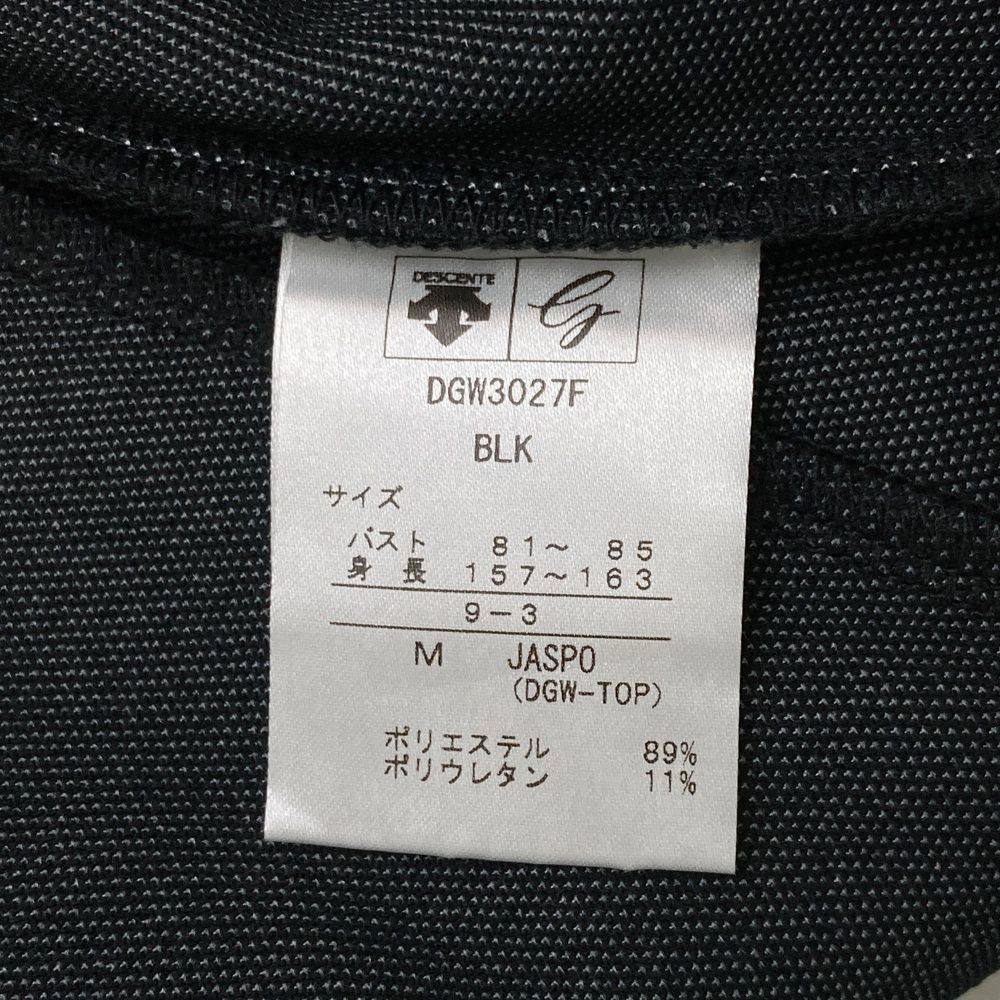 DESCENTE
G
DGW3027F
BLK
サイズ
バスト 81～ 85
身長 157～163
9－3
M JASPO
(DGW-TOP)
ポリエステル 89%
ポリウレタン 11%